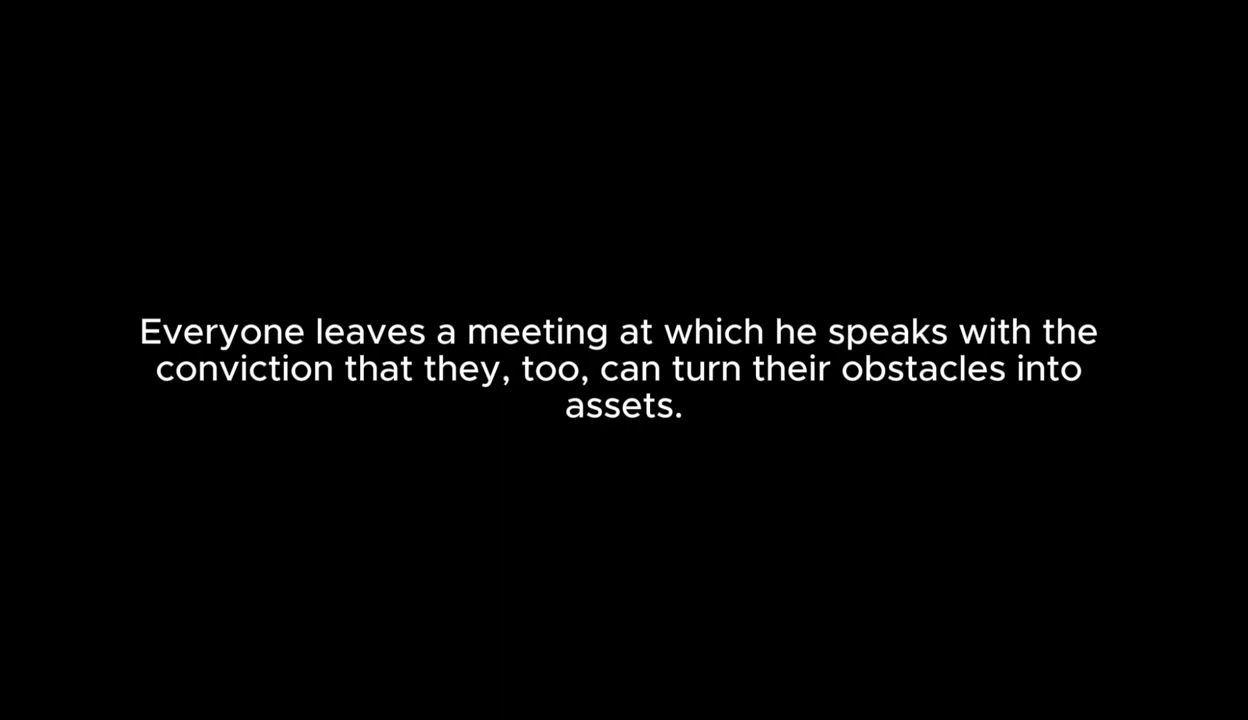 Everyone leaves a meeting at which he speaks with the
conviction that they, too, can turn their obstacles into
assets.